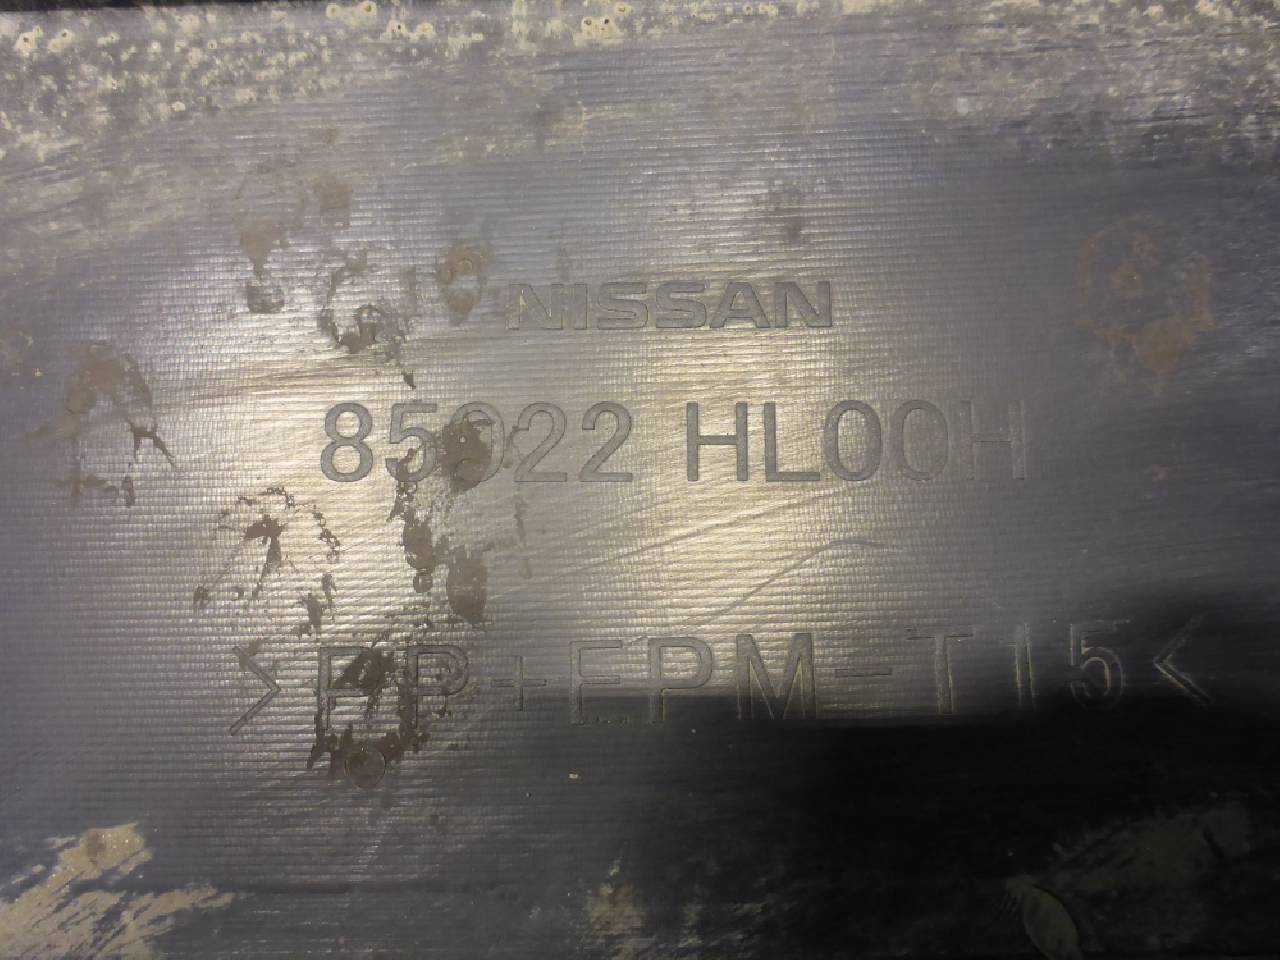 NISSAN
85022 HL00H
>PP+EPM-T15<